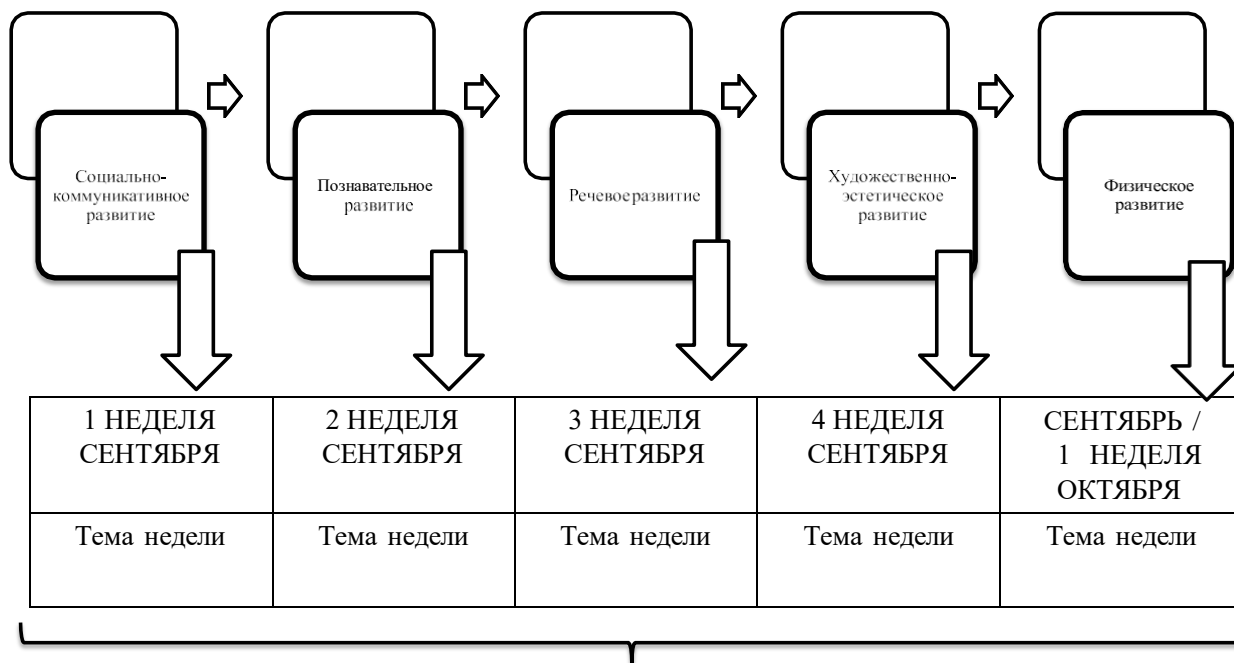 Социально-
коммуникативное
развитие
Познавательное
развитие
Речевоеразвитие
Художественно-
эстетическое
развитие
Физическое
развитие
1 НЕДЕЛЯ
СЕНТЯБРЯ
2 НЕДЕЛЯ
СЕНТЯБРЯ
3 НЕДЕЛЯ
СЕНТЯБРЯ
4 НЕДЕЛЯ
СЕНТЯБРЯ
СЕНТЯБРЬ /
1 НЕДЕЛЯ
ОКТЯБРЯ
Тема недели
Тема недели
Тема недели
Тема недели
Тема недели